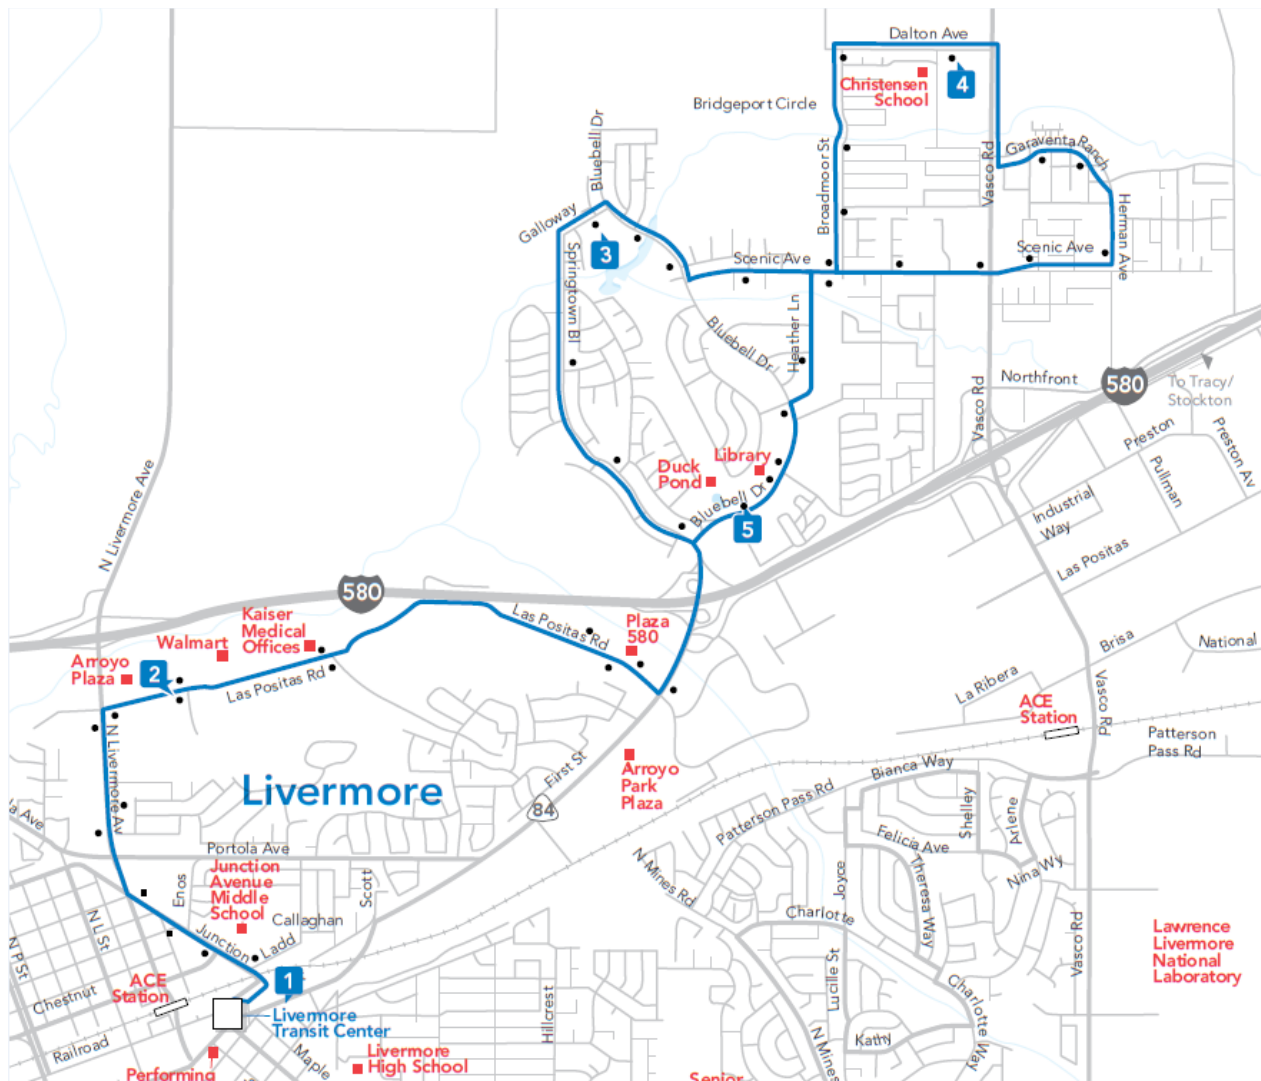 Dalton Ave
Christensen
School
4
Bridgeport Circle
Bluebell Dr
Broadmoor St
Vasco Rd
Garaventa Ranch
Herman Ave
Galloway
3
Springtown Bl
Scenic Ave
Scenic Ave
Heather Ln
Bluebell Dr
Northfront
580
To Tracy/
Stockton
Vasco Rd
Preston
Preston Av
Pullman
Library
Duck
Pond
Bluebell Dr
5
Industrial
Way
Las Positas
N Livermore Ave
580
Kaiser
Medical
Offices
Walmart
Arroyo
Plaza
2
Las Positas Rd
Las Positas Rd
Plaza
580
Brisa
National
La Ribera
ACE
Station
Vasco Rd
Patterson
Pass Rd
N Livermore Av
Livermore
First St
84
Arroyo
Park
Plaza
Bianca Way
Patterson Pass Rd
Shelley
Arlene
Felicia Ave
Nina Wy
la Ave
Portola Ave
Junction
Avenue
Middle
School
Enos
Scott
Callaghan
N Mines Rd
Joyce
Theresa Way
Charlotte
N L St
N P St
Junction
Ladd
Vasco Rd
Lawrence
Livermore
National
Laboratory
ACE
Station
1
Chestnut
Livermore
Transit Center
Hillcrest
Lucille St
Charlotte Way
Kathy
N Mines
Railroad
Maple
Livermore
High School
Performing
Senior